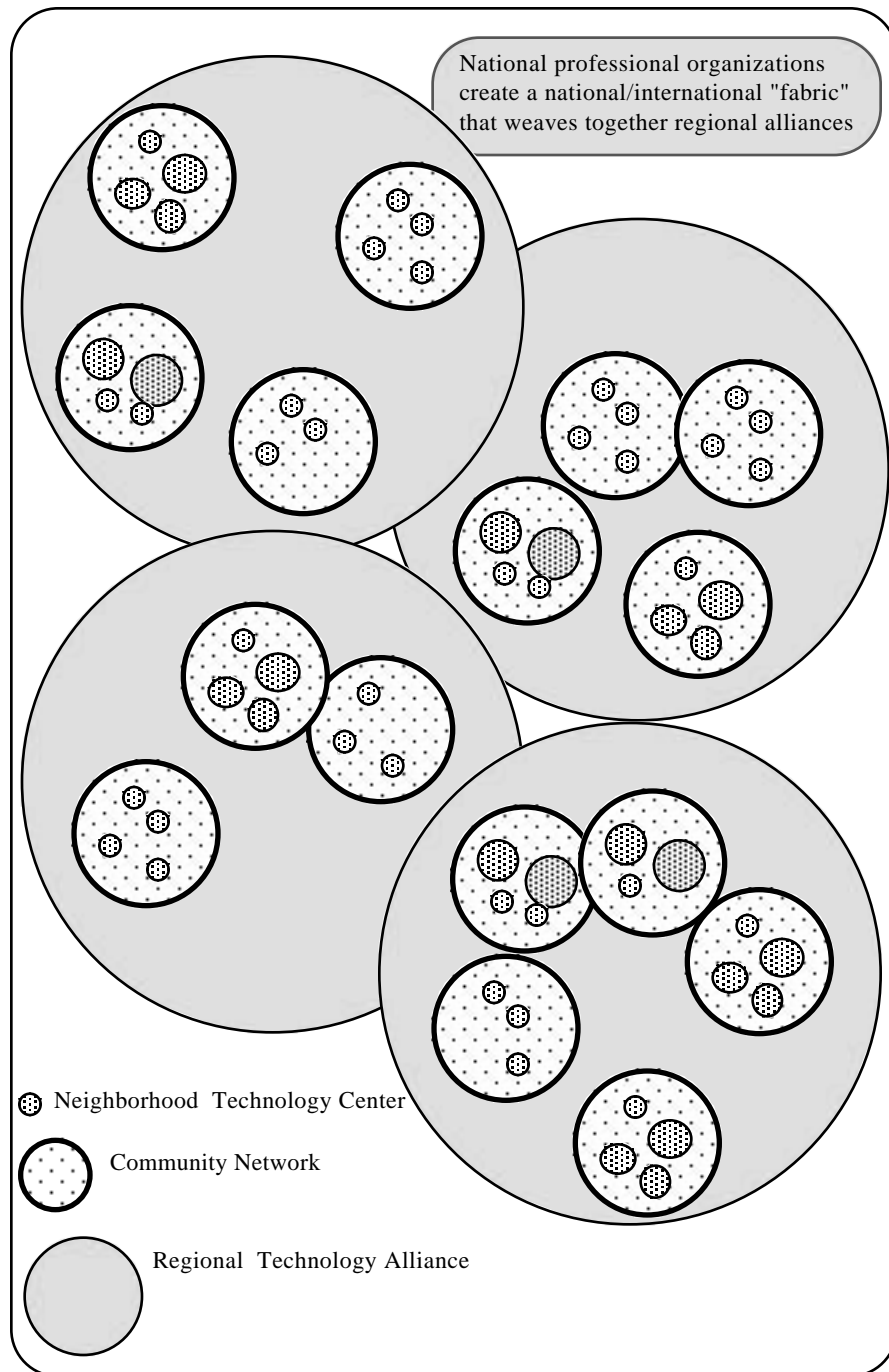 National professional organizations
create a national/international "fabric"
that weaves together regional alliances
Neighborhood Technology Center
Community Network
Regional Technology Alliance